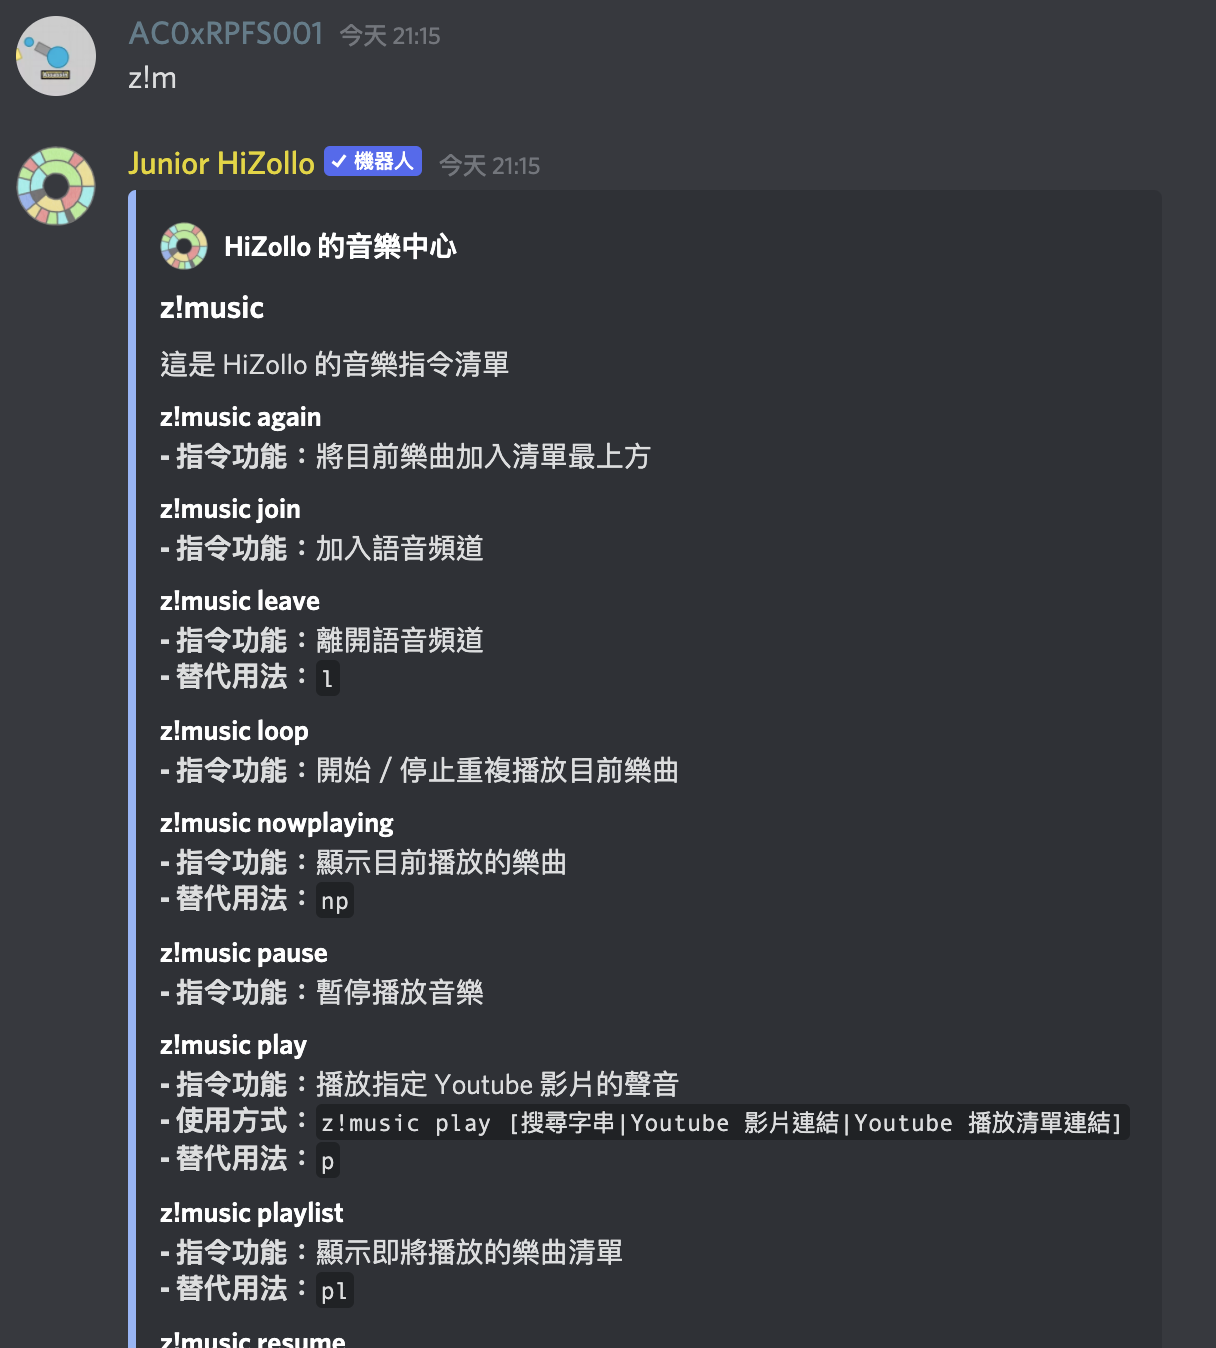 AC0xRPFS001 今天 21:15
z!m
Junior HiZollo ✓ 機器人 今天 21:15
HiZollo 的音樂中心
z!music
這是 HiZollo 的音樂指令清單
z!music again
- 指令功能：將目前樂曲加入清單最上方
z!music join
- 指令功能：加入語音頻道
z!music leave
- 指令功能：離開語音頻道
- 替代用法：l
z!music loop
- 指令功能：開始 / 停止重複播放目前樂曲
z!music nowplaying
- 指令功能：顯示目前播放的樂曲
- 替代用法：np
z!music pause
- 指令功能：暫停播放音樂
z!music play
- 指令功能：播放指定 Youtube 影片的聲音
- 使用方式：z!music play [搜尋字串|Youtube 影片連結|Youtube 播放清單連結]
- 替代用法：p
z!music playlist
- 指令功能：顯示即將播放的樂曲清單
- 替代用法：pl
z!music resume